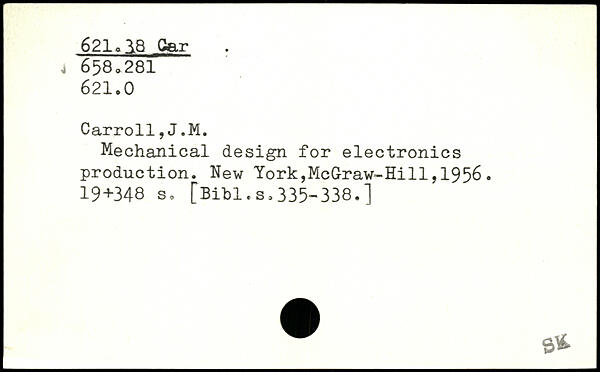 621.38 Car
658.281
621.0
Carroll,J.M.
Mechanical design for electronics
production. New York,McGraw-Hill,1956.
19+348 s. [Bibl.s.335-338.]
SK